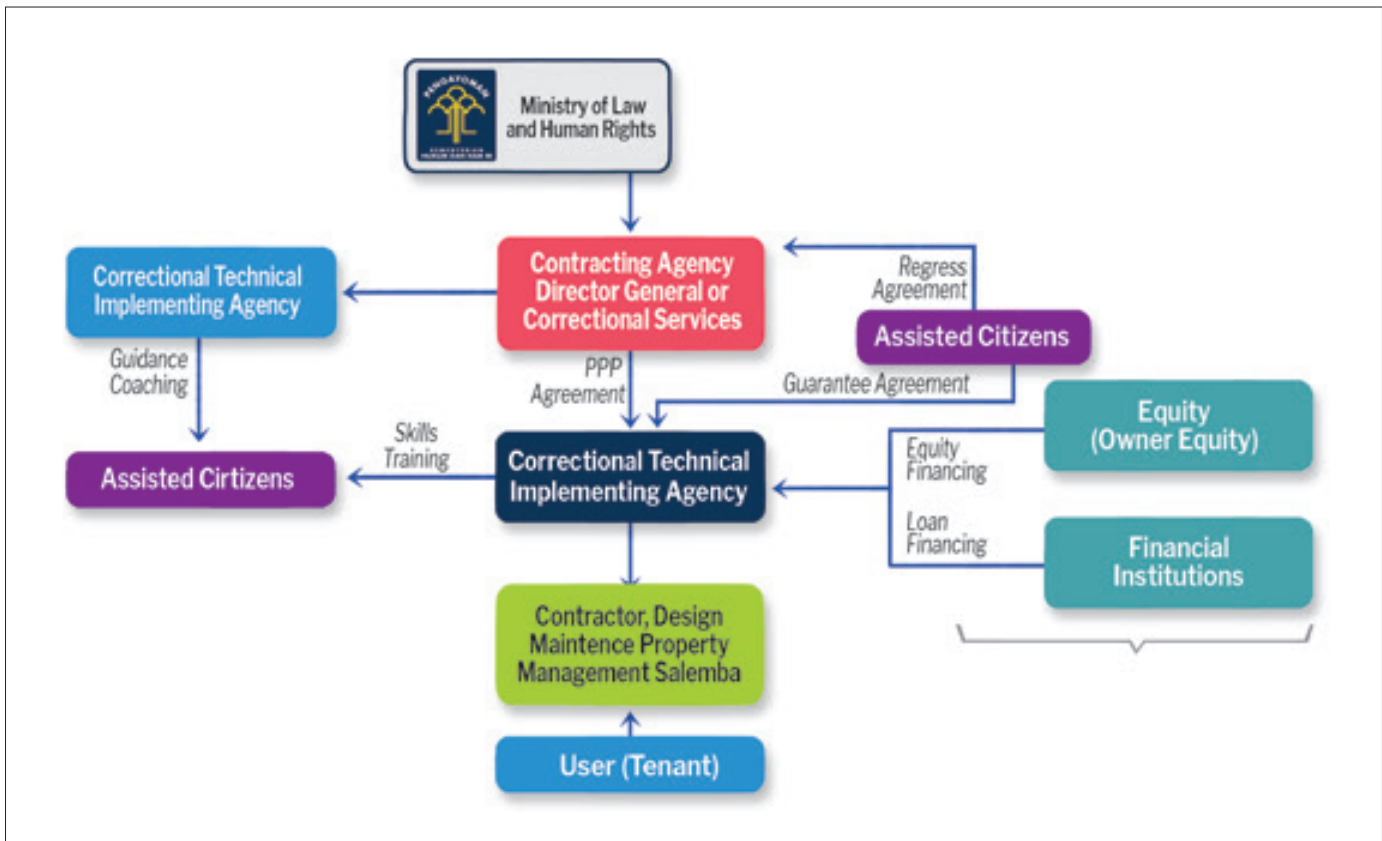 PENGAYOMAN
Ministry of Law
and Human Rights
Contracting Agency
Director General or
Correctional Services
Correctional Technical
Implementing Agency
Regress
Agreement
Assisted Citizens
Guidance
Coaching
PPP
Agreement
Guarantee Agreement
Equity
(Owner Equity)
Skills
Training
Assisted Cirtizens
Correctional Technical
Implementing Agency
Equity
Financing
Loan
Financing
Financial
Institutions
Contractor, Design
Maintence Property
Management Salemba
User (Tenant)